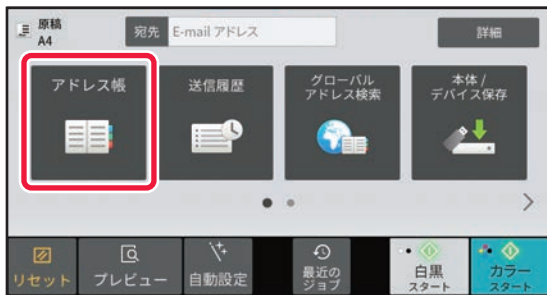 原稿
A4
宛先
E-mail アドレス
詳細
アドレス帳
送信履歴
グローバル
アドレス検索
本体 /
デバイス保存
リセット
プレビュー
自動設定
最近の
ジョブ
白黒
スタート
カラー
スタート